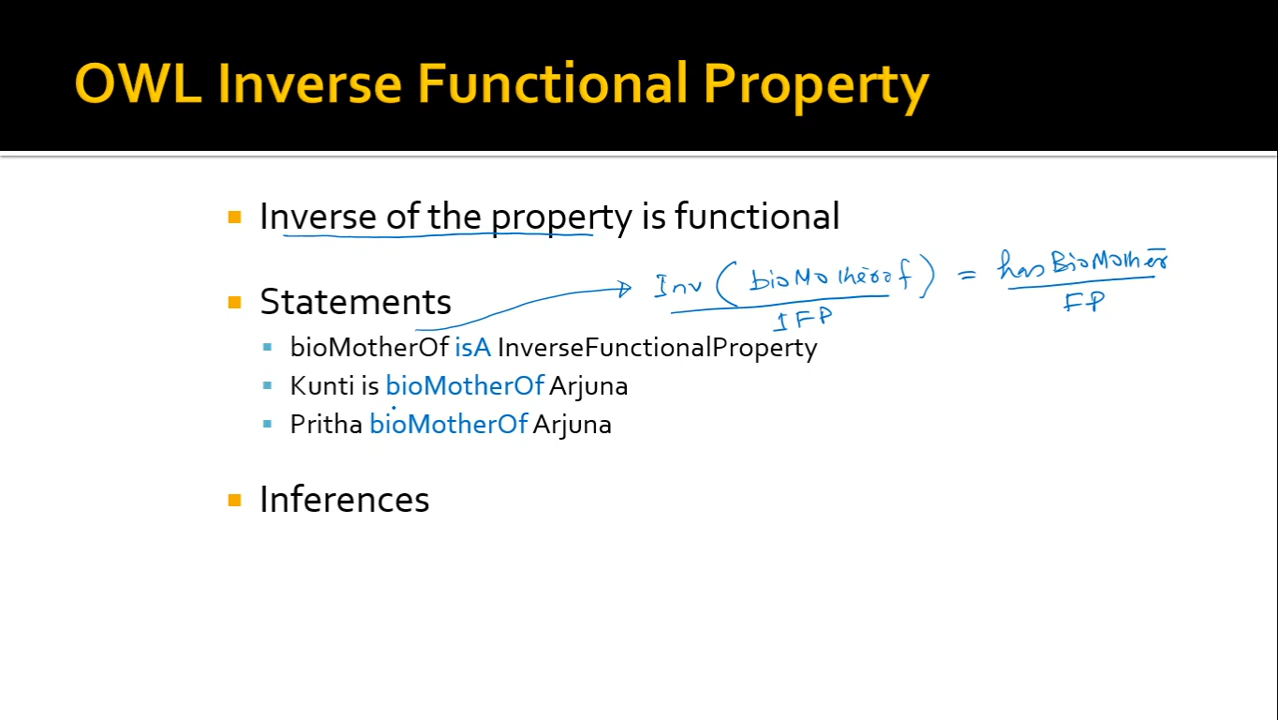 OWL Inverse Functional Property
Inverse of the property is functional
Inv (bioMotherof) = hasBioMother
IFP FP
Statements
bioMotherOf isA InverseFunctionalProperty
Kunti is bioMotherOf Arjuna
Pritha bioMotherOf Arjuna
Inferences